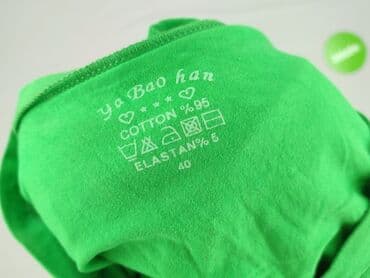 ya Bao han
♡ * * * ♡
COTTON %95
ELASTAN% 5
40